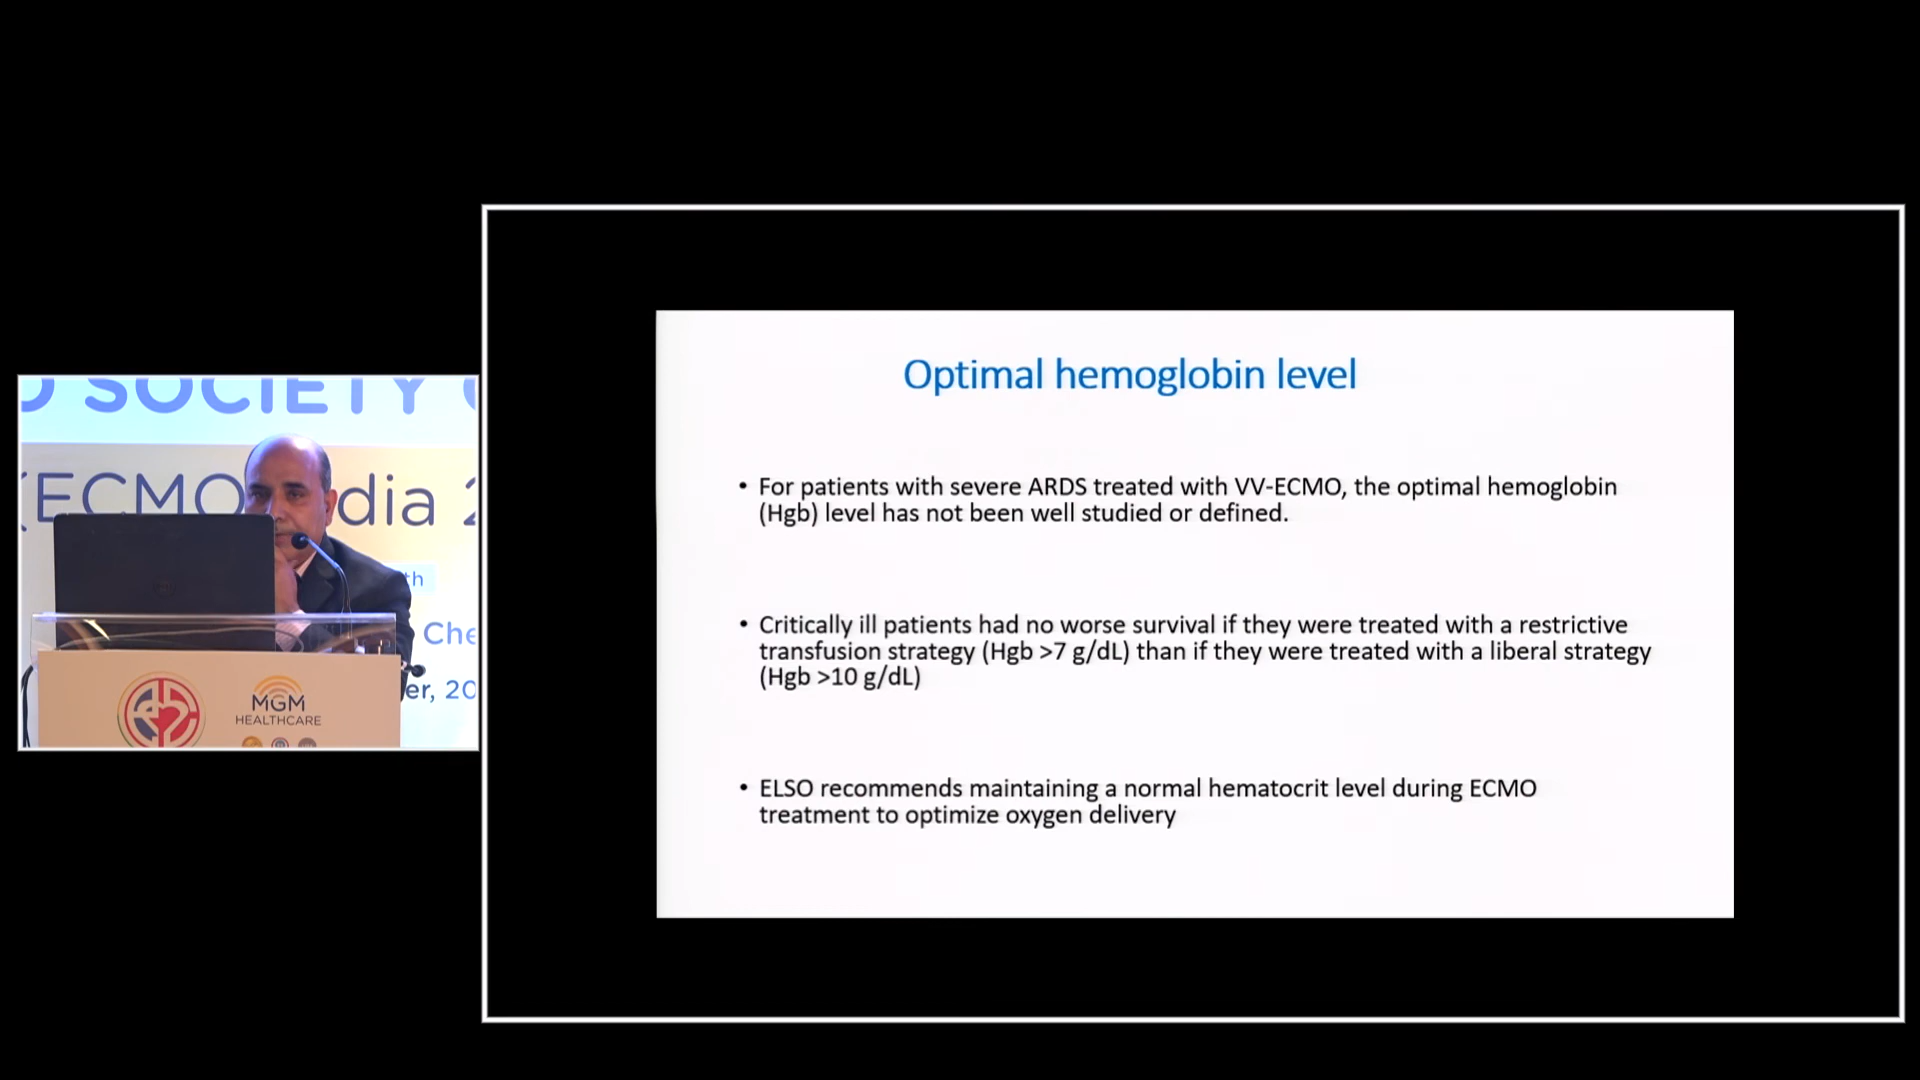 SOCIETY
ECMO dia 2
th
Che
er, 20
MGM
HEALTHCARE
Optimal hemoglobin level
• For patients with severe ARDS treated with VV-ECMO, the optimal hemoglobin
(Hgb) level has not been well studied or defined.
• Critically ill patients had no worse survival if they were treated with a restrictive
transfusion strategy (Hgb >7 g/dL) than if they were treated with a liberal strategy
(Hgb >10 g/dL)
• ELSO recommends maintaining a normal hematocrit level during ECMO
treatment to optimize oxygen delivery